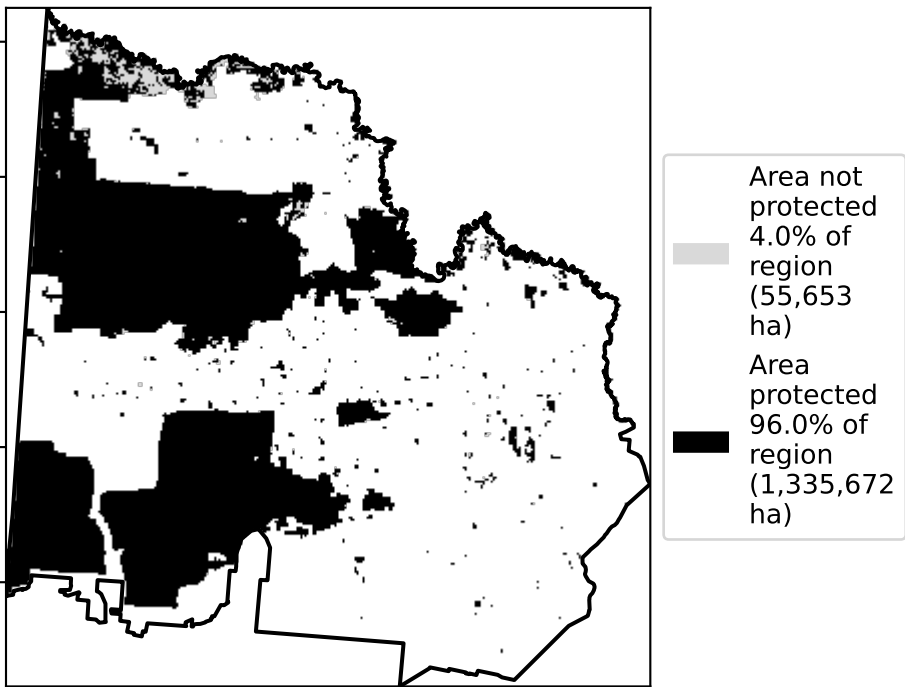 Area not
protected
4.0% of
region
(55,653
ha)
Area
protected
96.0% of
region
(1,335,672
ha)